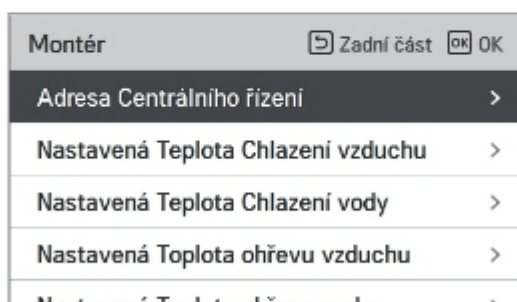 Montér Zadní část OK OK
Adresa Centrálního řízení
Nastavená Teplota Chlazení vzduchu
Nastavená Teplota Chlazení vody
Nastavená Toplota ohřevu vzduchu